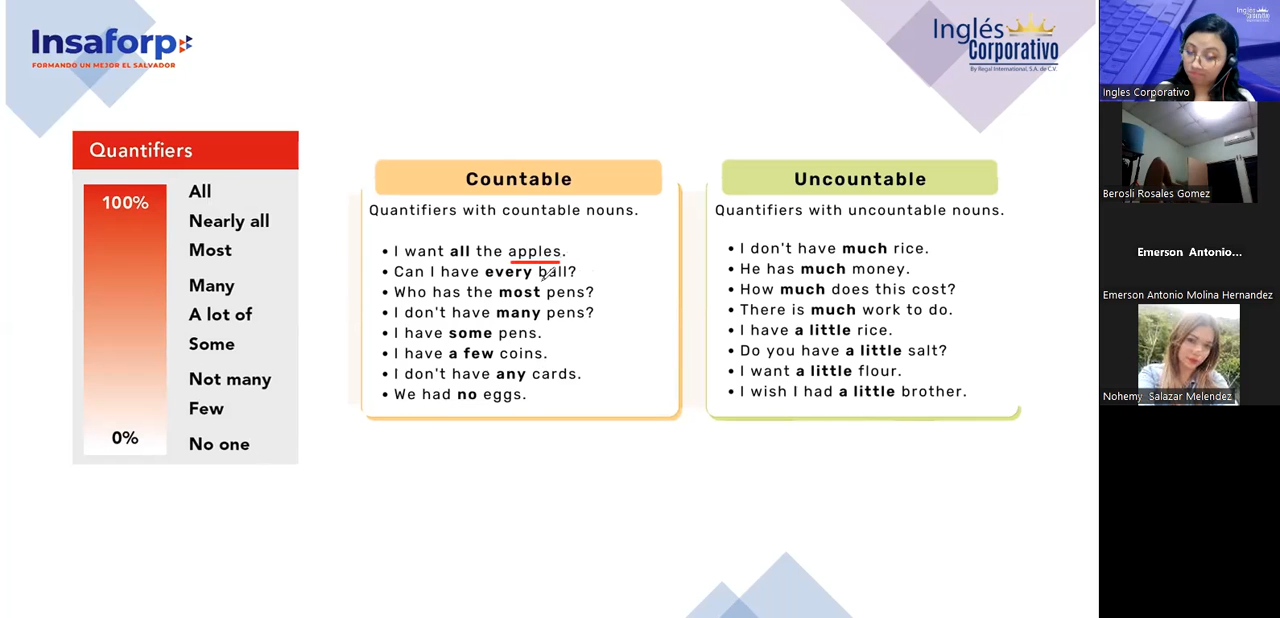 Insaforp
FORMANDO UN MEJOR EL SALVADOR
Inglés
Corporativo
By Regal International, S.A. de C.V.
Quantifiers
100%
0%
All
Nearly all
Most
Many
A lot of
Some
Not many
Few
No one
Countable
Quantifiers with countable nouns.
• I want all the apples.
• Can I have every ball?
• Who has the most pens?
• I don't have many pens?
• I have some pens.
• I have a few coins.
• I don't have any cards.
• We had no eggs.
Uncountable
Quantifiers with uncountable nouns.
• I don't have much rice.
• He has much money.
• How much does this cost?
• There is much work to do.
• I have a little rice.
• Do you have a little salt?
• I want a little flour.
• I wish I had a little brother.
Ingles Corporativo
Berosli Rosales Gomez
Emerson Antonio...
Emerson Antonio Molina Hernandez
Nohemy Salazar Melendez